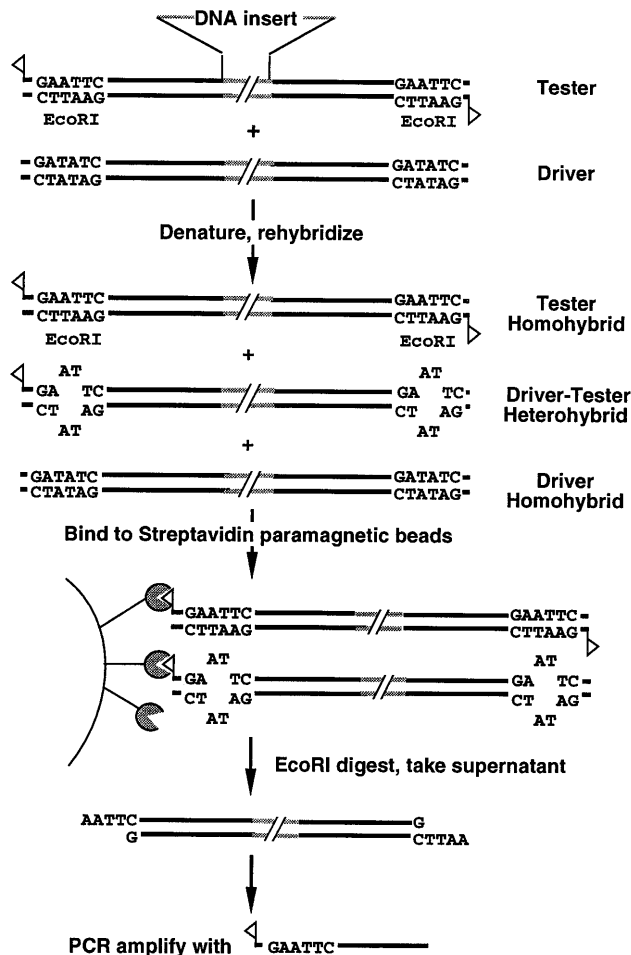 DNA insert
GAATTC GAATTC
CTTAAG CTTAAG
EcoRI EcoRI
Tester
+
GATATC GATATC
CTATAG CTATAG
Driver
Denature, rehybridize
GAATTC GAATTC
CTTAAG CTTAAG
EcoRI EcoRI
Tester
Homohybrid
+
AT AT
GA TC GA TC
CT AG CT AG
AT AT
Driver-Tester
Heterohybrid
+
GATATC GATATC
CTATAG CTATAG
Driver
Homohybrid
Bind to Streptavidin paramagnetic beads
GAATTC GAATTC
CTTAAG CTTAAG
AT AT
GA TC GA TC
CT AG CT AG
AT AT
EcoRI digest, take supernatant
AATTC G
G CTTAA
PCR amplify with GAATTC